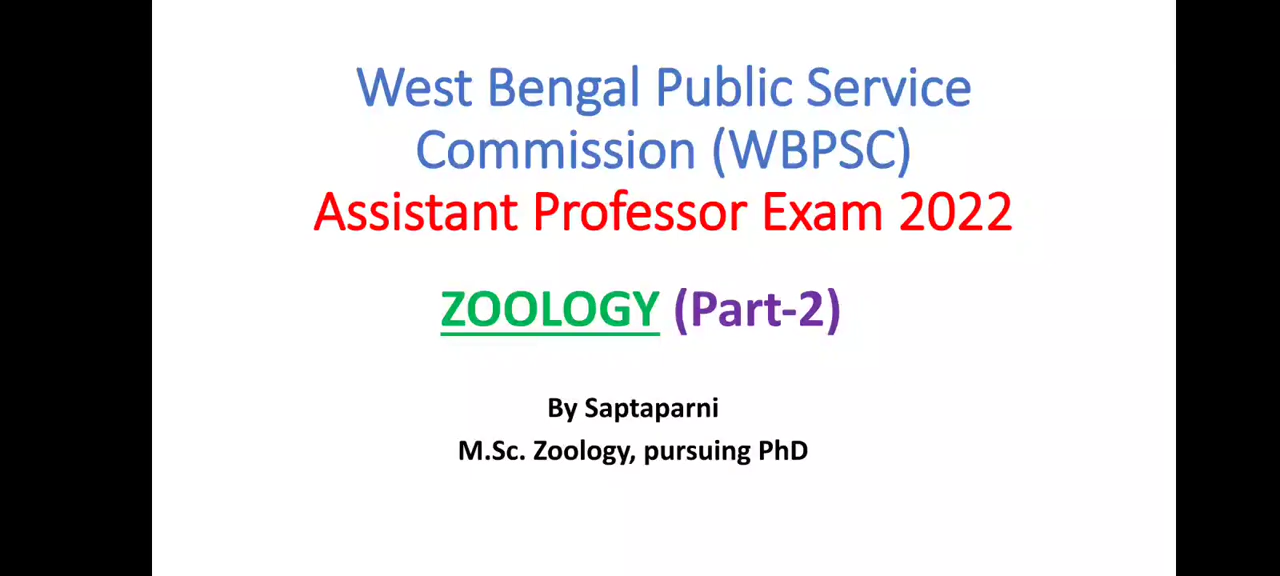 West Bengal Public Service
Commission (WBPSC)
Assistant Professor Exam 2022
ZOOLOGY (Part-2)
By Saptaparni
M.Sc. Zoology, pursuing PhD